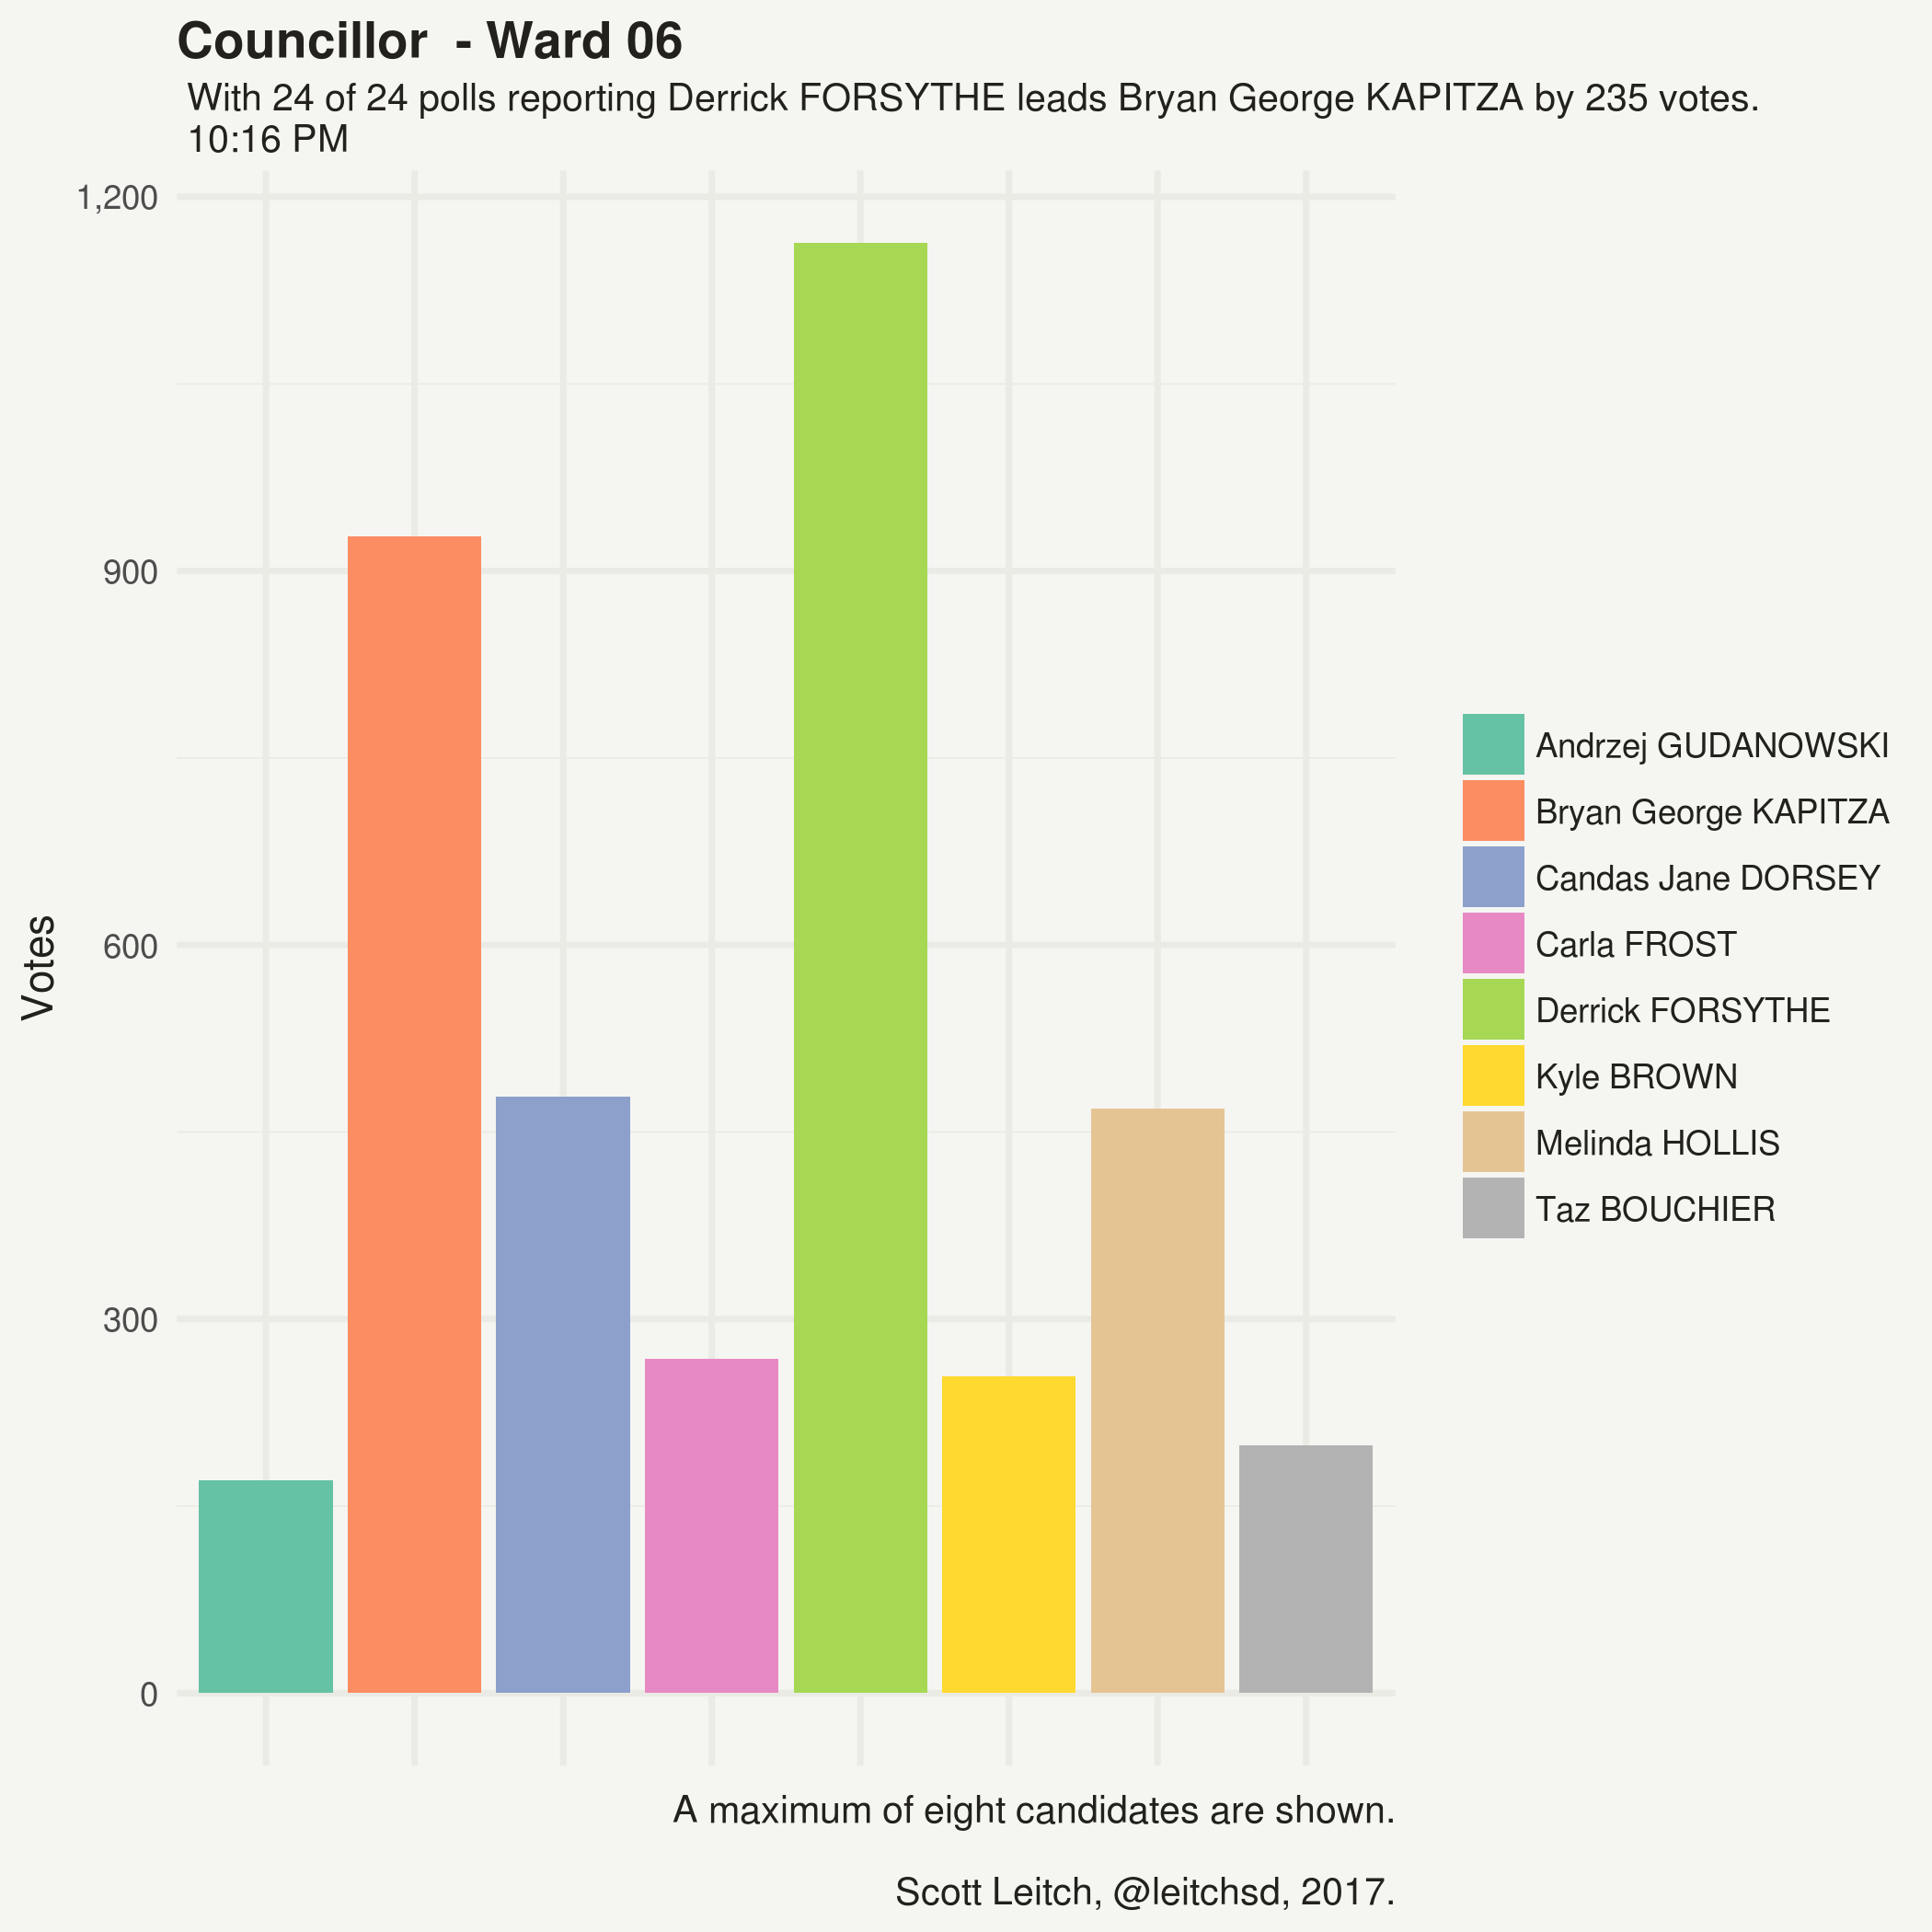 Councillor  - Ward 06
With 24 of 24 polls reporting Derrick FORSYTHE leads Bryan George KAPITZA by 235 votes.
10:16 PM
Votes
1,200
900
600
300
0
Andrzej GUDANOWSKI
Bryan George KAPITZA
Candas Jane DORSEY
Carla FROST
Derrick FORSYTHE
Kyle BROWN
Melinda HOLLIS
Taz BOUCHIER
A maximum of eight candidates are shown.
Scott Leitch, @leitchsd, 2017.